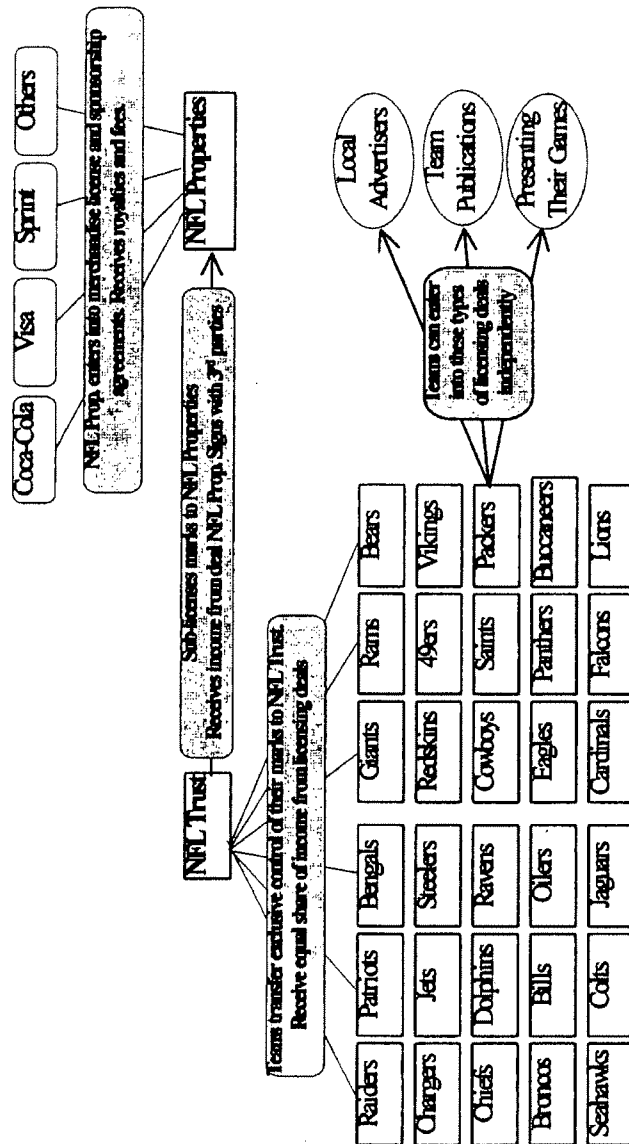 Coca-Cola
Visa
Sprint
Others
NFL Prop. enters into merchandise license and sponsorship
agreements. Receives royalties and fees.
NFL Trust
Sub-licenses marks to NFL Properties
Receives income from deal NFL Prop. Signs with 3rd parties
NFL Properties
Teams transfer exclusive control of their marks to NFL Trust.
Receive equal share of income from licensing deals
Raiders
Patriots
Bengals
Giants
Rams
Bears
Chargers
Jets
Steelers
Redskins
49ers
Vikings
Chiefs
Dolphins
Ravens
Cowboys
Saints
Packers
Broncos
Bills
Oilers
Eagles
Panthers
Buccaneers
Seahawks
Colts
Jaguars
Cardinals
Falcons
Lions
Teams can enter
into these types
of licensing deals
independently
Local
Advertisers
Team
Publications
Presenting
Their Games